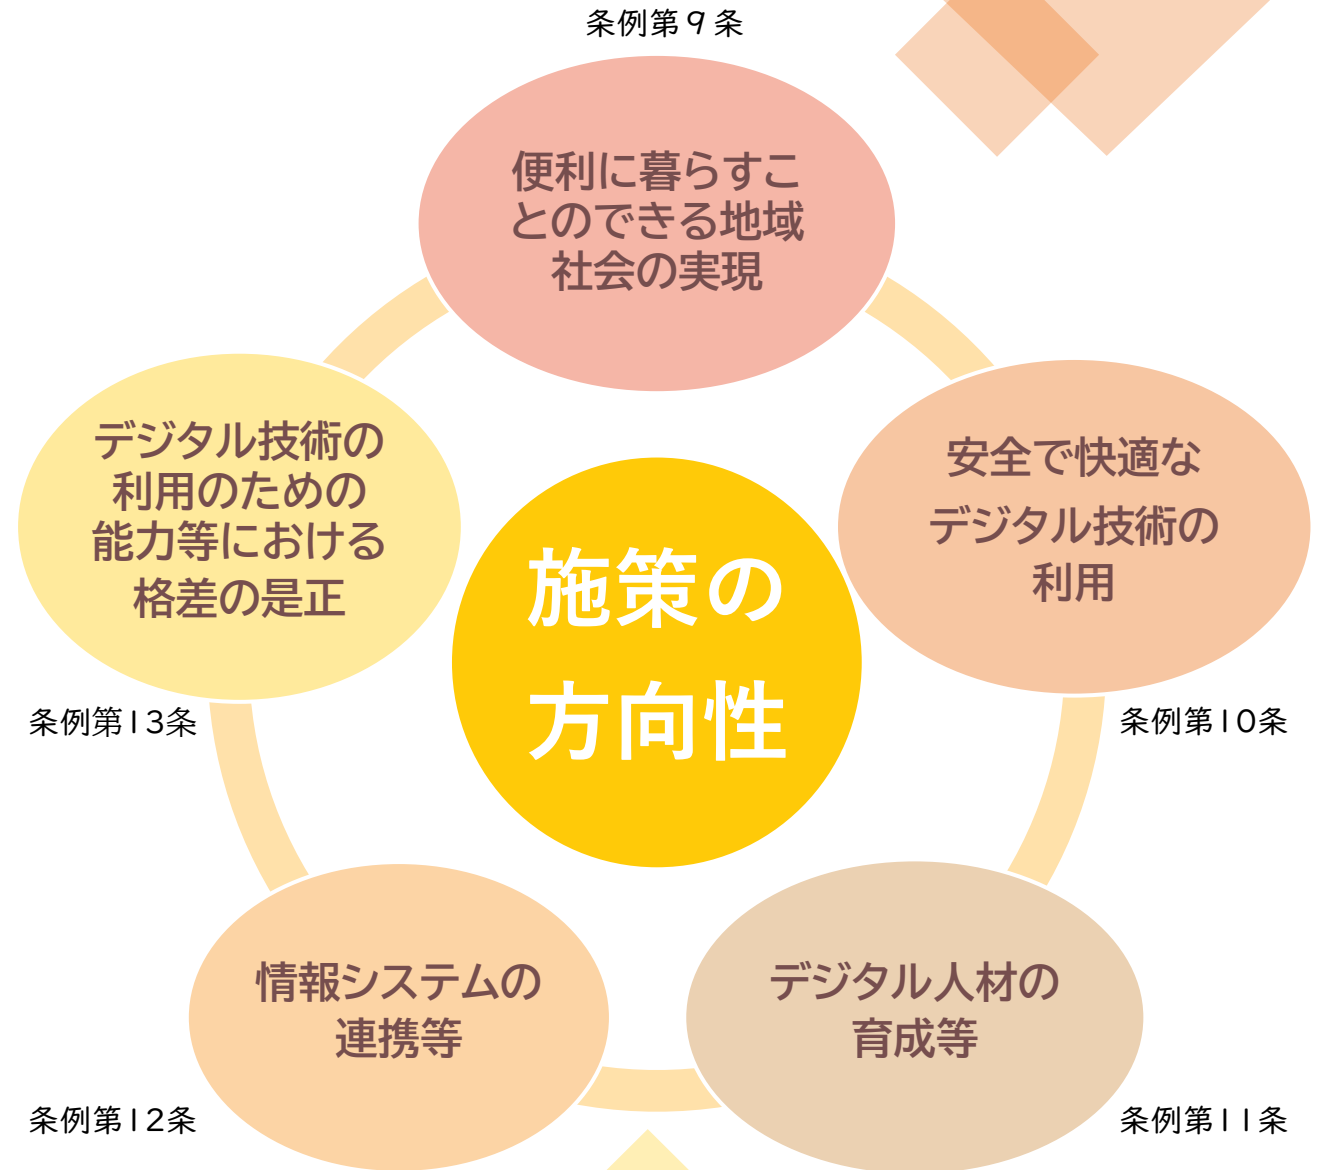 条例第９条
便利に暮らすこ
とのできる地域
社会の実現
安全で快適な
デジタル技術の
利用
条例第10条
デジタル人材の
育成等
条例第11条
情報システムの
連携等
条例第12条
デジタル技術の
利用のための
能力等における
格差の是正
条例第13条
施策の
方向性